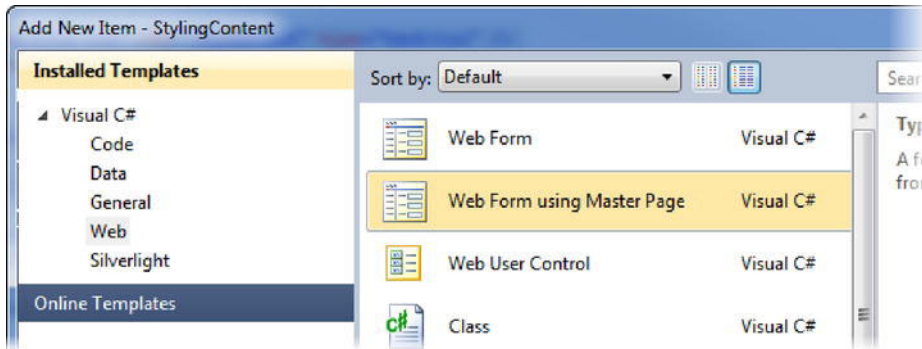 Add New Item - StylingContent
Installed Templates
Visual C#
Code
Data
General
Web
Silverlight
Online Templates
Sort by: Default
Web Form Visual C#
Web Form using Master Page Visual C#
Web User Control Visual C#
C# Class Visual C#
A